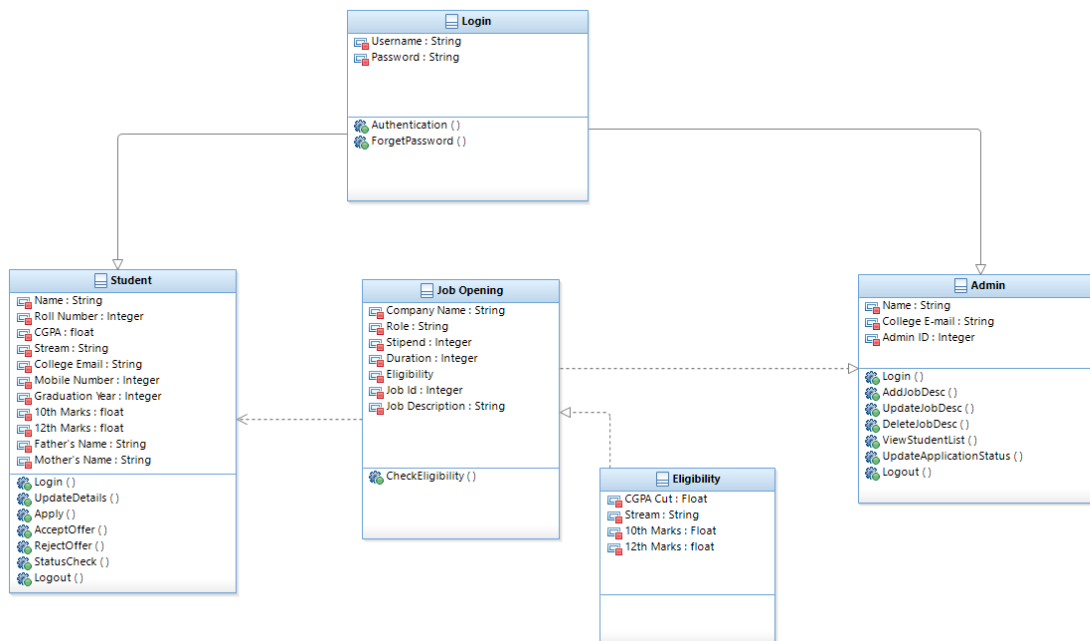 Login
Username : String
Password : String
Authentication ( )
ForgetPassword ( )
Student
Name : String
Roll Number : Integer
CGPA : float
Stream : String
College Email : String
Mobile Number : Integer
Graduation Year : Integer
10th Marks : float
12th Marks : float
Father's Name : String
Mother's Name : String
Login ( )
UpdateDetails ( )
Apply ( )
AcceptOffer ( )
RejectOffer ( )
StatusCheck ( )
Logout ( )
Job Opening
Company Name : String
Role : String
Stipend : Integer
Duration : Integer
Eligibility
Job Id : Integer
Job Description : String
CheckEligibility ( )
Eligibility
CGPA Cut : Float
Stream : String
10th Marks : Float
12th Marks : float
Admin
Name : String
College E-mail : String
Admin ID : Integer
Login ( )
AddJobDesc ( )
UpdateJobDesc ( )
DeleteJobDesc ( )
ViewStudentList ( )
UpdateApplicationStatus ( )
Logout ( )